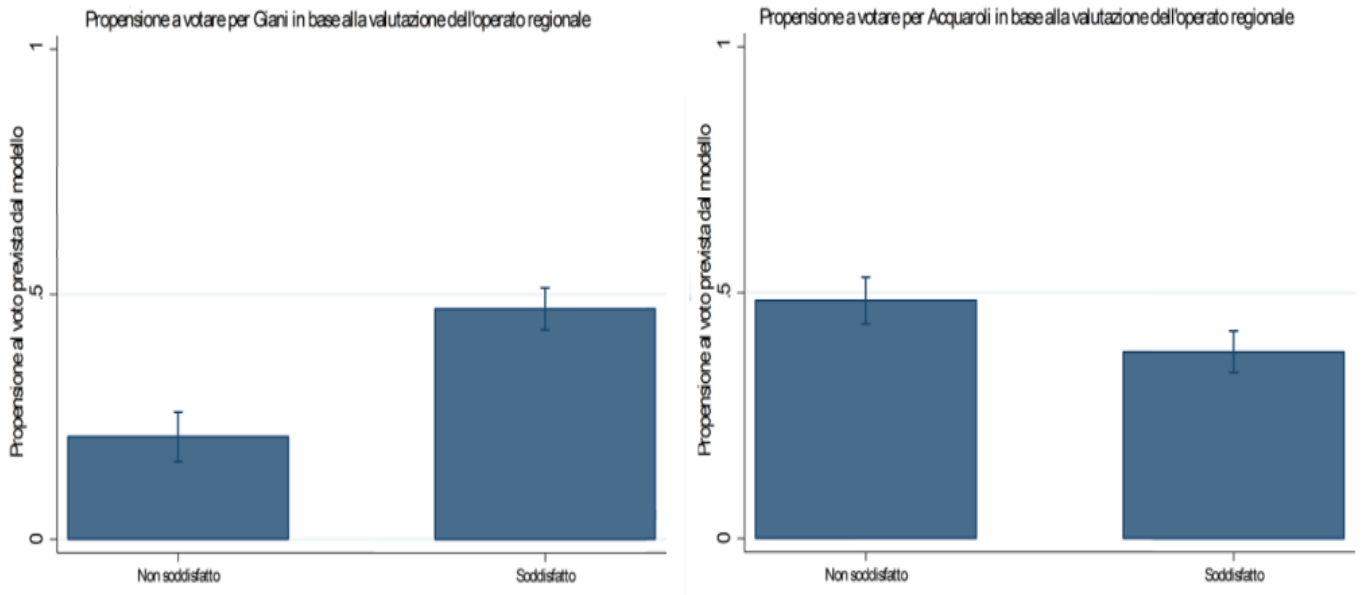 Propensione a votare per Giani in base alla valutazione dell'operato regionale
Propensione al voto prevista dal modello
1
.5
0
Non soddisfatto
Soddisfatto
Propensione a votare per Acquaroli in base alla valutazione dell'operato regionale
Propensione al voto prevista dal modello
1
.5
0
Non soddisfatto
Soddisfatto